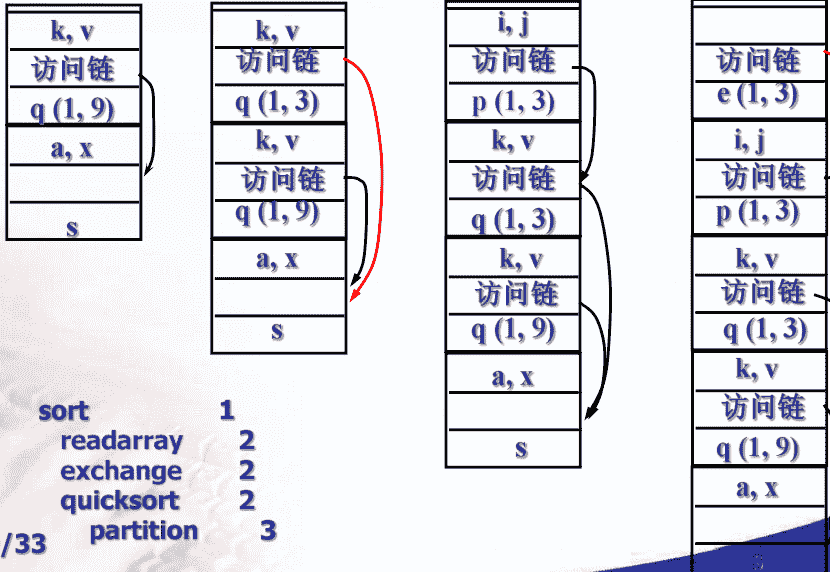 k, v
访问链
q (1, 9)
a, x
s
k, v
访问链
q (1, 3)
k, v
访问链
q (1, 9)
a, x
s
i, j
访问链
p (1, 3)
k, v
访问链
q (1, 3)
k, v
访问链
q (1, 9)
a, x
s
访问链
e (1, 3)
i, j
访问链
p (1, 3)
k, v
访问链
q (1, 3)
k, v
访问链
q (1, 9)
a, x
s
sort 1
readarray 2
exchange 2
quicksort 2
partition 3
/33